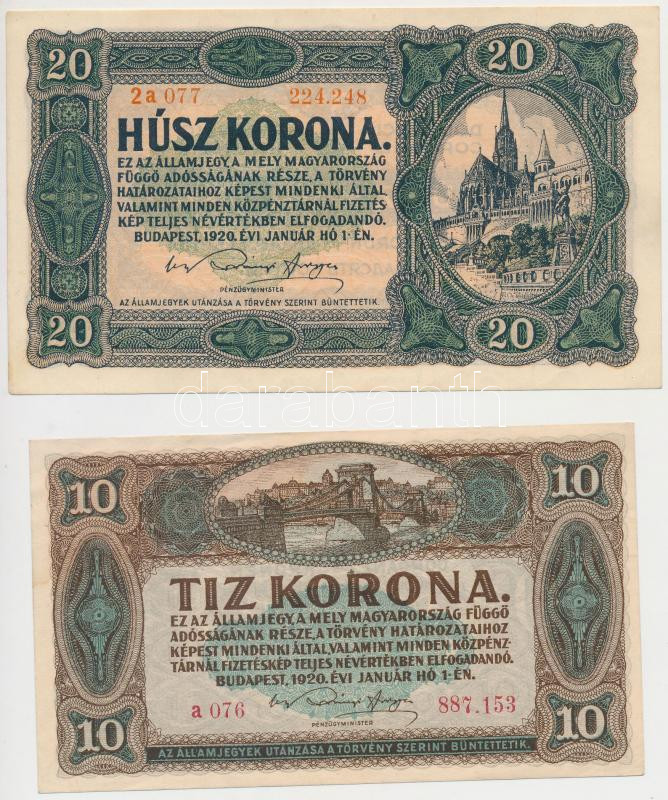 20
20
2a 077
224.248
HÚSZ KORONA.
EZ AZ ÁLLAMJEGY, A MELY MAGYARORSZÁG
FÜGGŐ ADÓSSÁGÁNAK RÉSZE, A TÖRVÉNY
HATÁROZATAIHOZ KÉPEST MINDENKI ÁLTAL,
VALAMINT MINDEN KÖZPÉNZTÁRNÁL FIZETÉS-
KÉP TELJES NÉVÉRTÉKBEN ELFOGADANDÓ.
BUDAPEST, 1920. ÉVI JANUÁR HÓ 1-ÉN.
PÉNZÜGYMINISTER
AZ ÁLLAMJEGYEK UTÁNZÁSA A TÖRVÉNY SZERINT BÜNTETTETIK.
20
20
darabanth
10
10
TIZ KORONA.
EZ AZ ÁLLAMJEGY, A MELY MAGYARORSZÁG FÜGGŐ
ADÓSSÁGÁNAK RÉSZE, A TÖRVÉNY HATÁROZATAIHOZ
KÉPEST MINDENKI ÁLTAL, VALAMINT MINDEN KÖZPÉNZ-
TÁRNÁL FIZETÉSKÉP TELJES NÉVÉRTÉKBEN ELFOGADANDÓ.
BUDAPEST, 1920. ÉVI JANUÁR HÓ 1-ÉN.
a 076
887.153
PÉNZÜGYMINISTER
10
10
AZ ÁLLAMJEGYEK UTÁNZÁSA A TÖRVÉNY SZERINT BÜNTETTETIK.